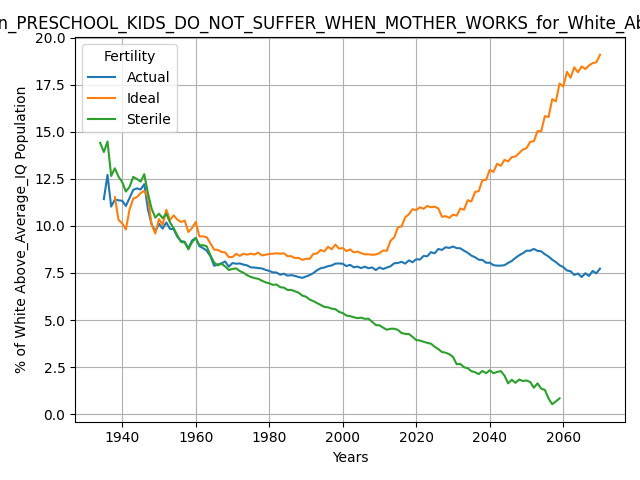 n_PRESCHOOL_KIDS_DO_NOT_SUFFER_WHEN_MOTHER_WORKS_for_White_Ab
% of White Above_Average_IQ Population
20.0
17.5
15.0
12.5
10.0
7.5
5.0
2.5
0.0
Fertility
Actual
Ideal
Sterile
1940
1960
1980
2000
2020
2040
2060
Years